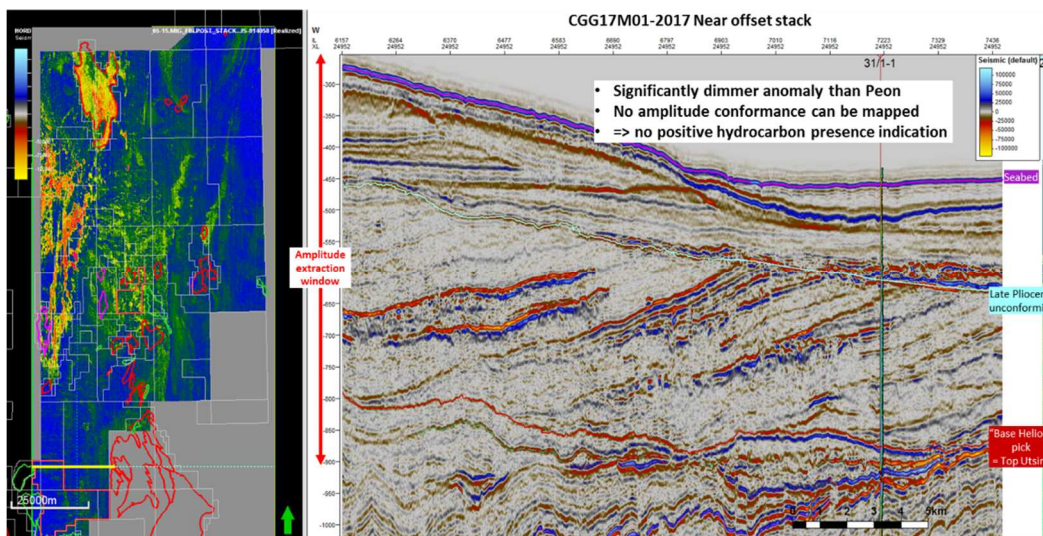 CGG17M01-2017 Near offset stack
BORD
W
IL 6157 6264 6370 6477 6583 6690 6797 6903 7010 7116 7223 7329 7436
XL 24952 24952 24952 24952 24952 24952 24952 24952 24952 24952 24952 24952 24952
31/1-1
• Significantly dimmer anomaly than Peon
• No amplitude conformance can be mapped
• => no positive hydrocarbon presence indication
Seismic (default)
100000
75000
50000
25000
0
-25000
-50000
-75000
-100000
Seabed
Amplitude
extraction
window
-300
-350
-400
-450
-500
-550
-600
-650
-700
-750
-800
-850
-900
-950
-1000
Late Pliocen
unconformi
"Base Hello
pick
= Top Utsir
25000m
0 1 2 3 4 5km